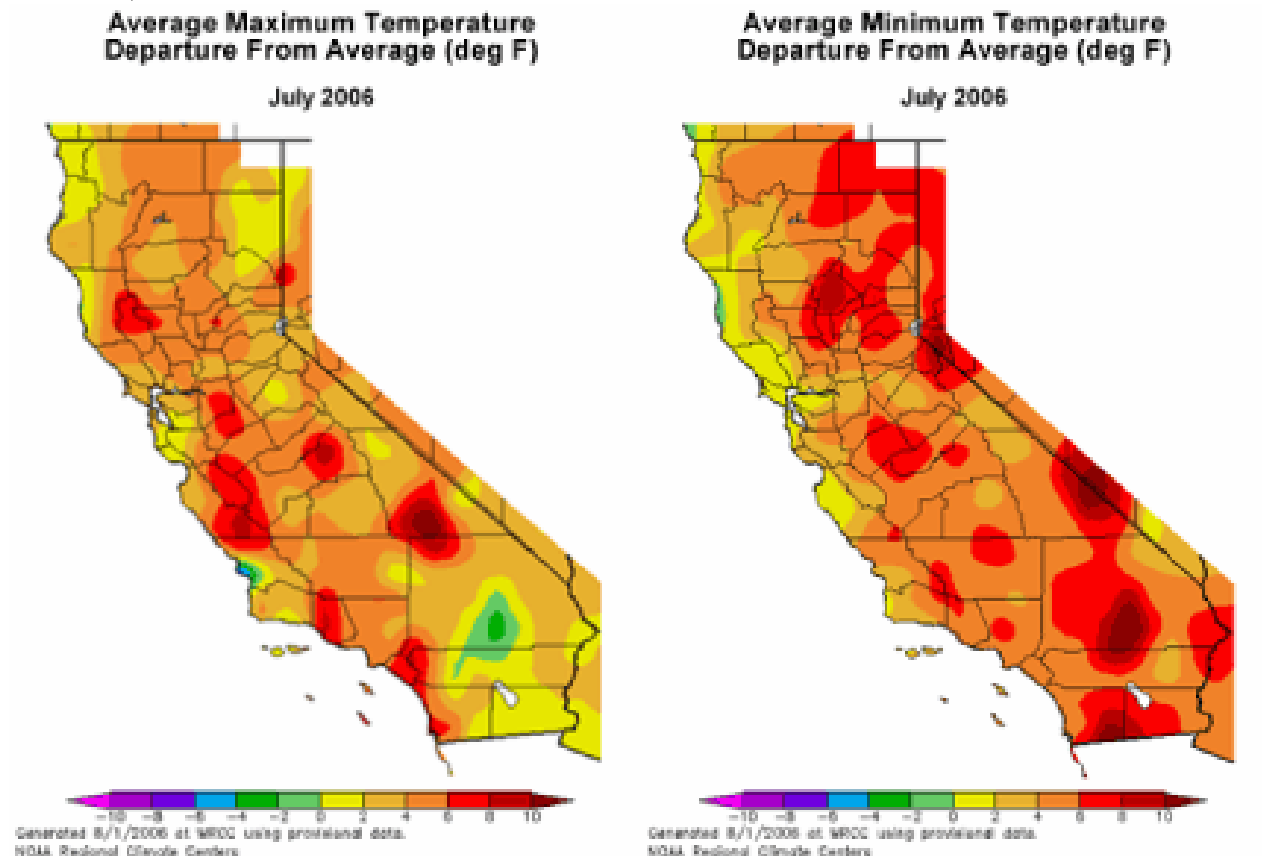 Average Maximum Temperature
Departure From Average (deg F)
July 2006
-10 -8 -6 -4 -2 0 2 4 6 8 10
Generated 8/1/2006 at WRCC using provisional data.
NOAA Regional Climate Centers
Average Minimum Temperature
Departure From Average (deg F)
July 2006
-10 -8 -6 -4 -2 0 2 4 6 8 10
Generated 8/1/2006 at WRCC using provisional data.
NOAA Regional Climate Centers